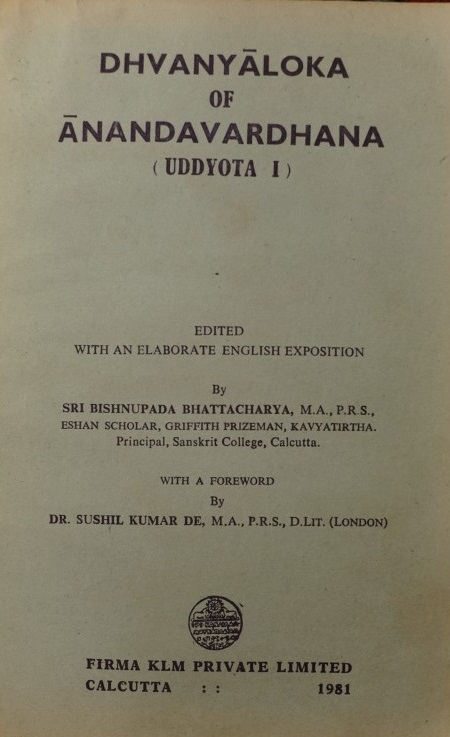 DHVANYĀLOKA
OF
ĀNANDAVARDHANA
( UDDYOTA I )
EDITED
WITH AN ELABORATE ENGLISH EXPOSITION
By
SRI BISHNUPADA BHATTACHARYA, M.A., P.R.S.,
ESHAN SCHOLAR, GRIFFITH PRIZEMAN, KAVYATIRTHA.
Principal, Sanskrit College, Calcutta.
WITH A FOREWORD
By
DR. SUSHIL KUMAR DE, M.A., P.R.S., D.LIT. (LONDON)
FIRMA KLM PRIVATE LIMITED
CALCUTTA : : 1981